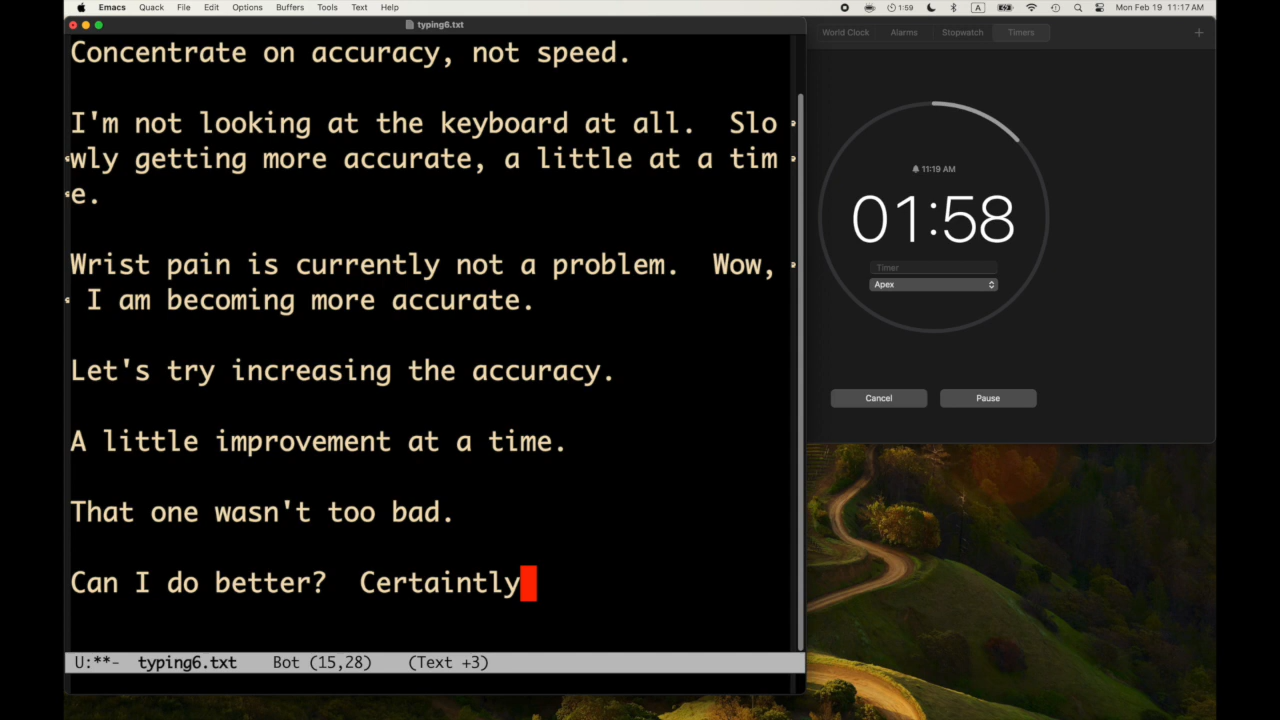 Emacs Quack File Edit Options Buffers Tools Text Help 1:59 A Mon Feb 19 11:17 AM
typing6.txt
World Clock Alarms Stopwatch Timers +
Concentrate on accuracy, not speed.
I'm not looking at the keyboard at all.  Slo
wly getting more accurate, a little at a tim
e.
Wrist pain is currently not a problem.  Wow,
I am becoming more accurate.
Let's try increasing the accuracy.
A little improvement at a time.
That one wasn't too bad.
Can I do better?  Certaintly
U:**-  typing6.txt    Bot (15,28)    (Text +3)
11:19 AM
01:58
Timer
Apex
Cancel Pause